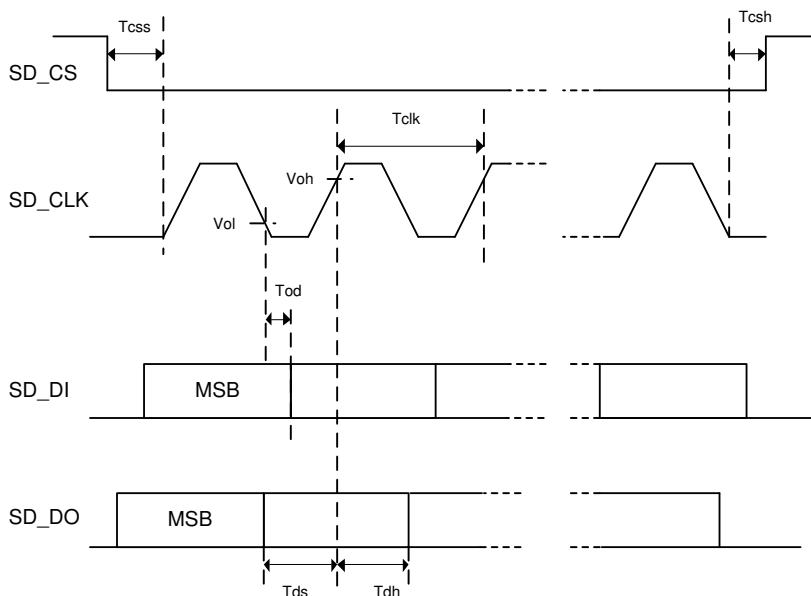 Tcss
Tcsh
SD_CS
Tclk
Voh
SD_CLK
Vol
Tod
SD_DI
MSB
SD_DO
MSB
Tds
Tdh